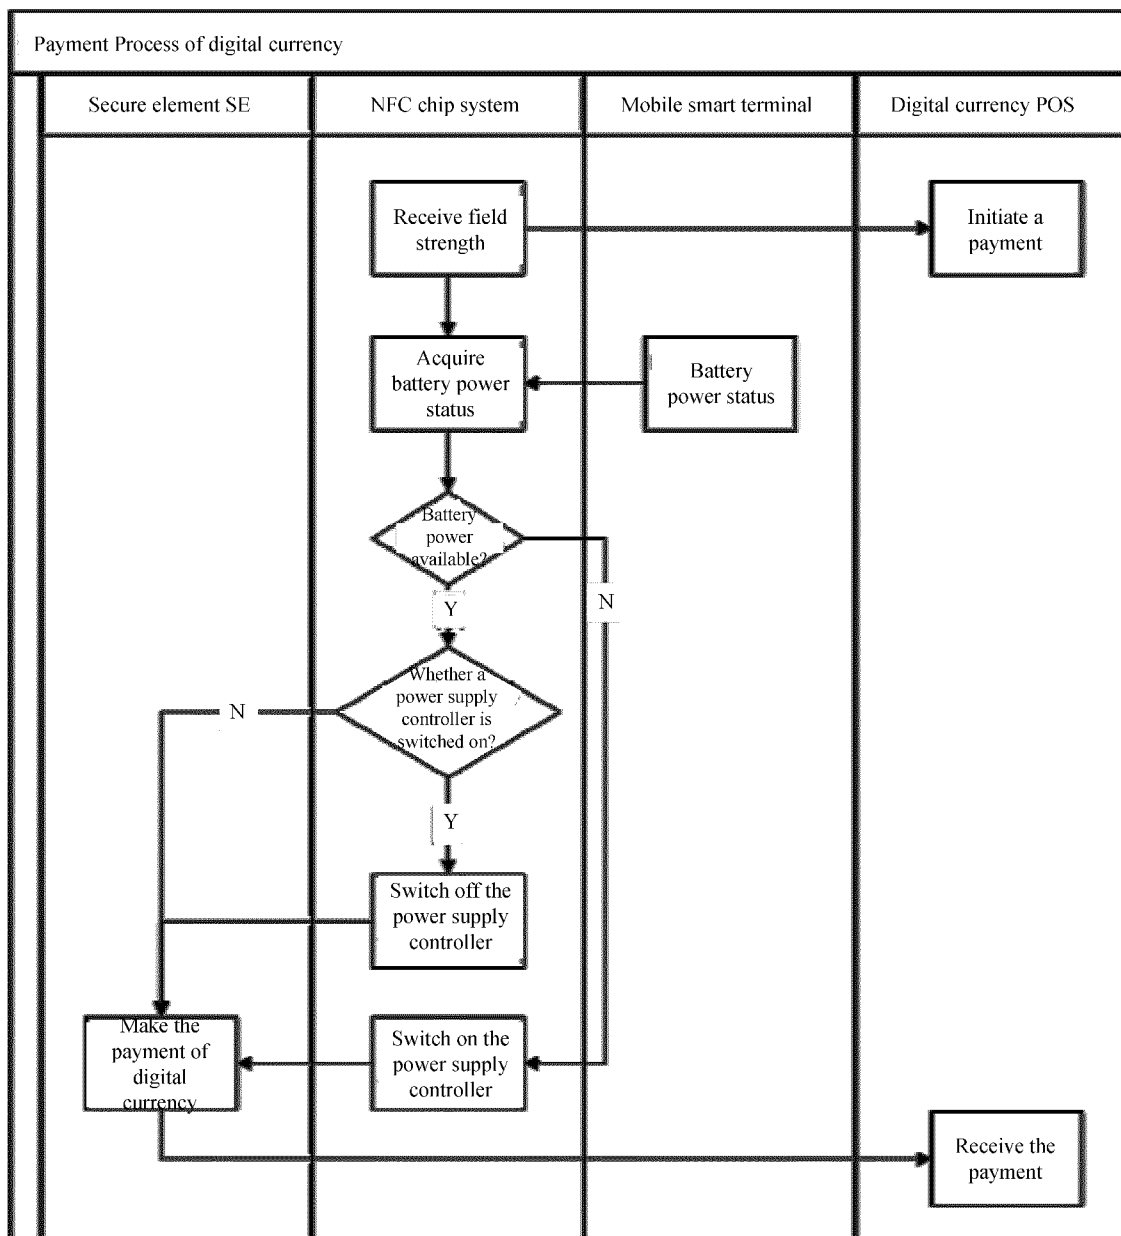 Payment Process of digital currency
Secure element SE
NFC chip system
Mobile smart terminal
Digital currency POS
Receive field
strength
Initiate a
payment
Acquire
battery power
status
Battery
power status
Battery
power
available?
N
Y
Whether a
power supply
controller is
switched on?
N
Y
Switch off the
power supply
controller
Make the
payment of
digital
currency
Switch on the
power supply
controller
Receive the
payment